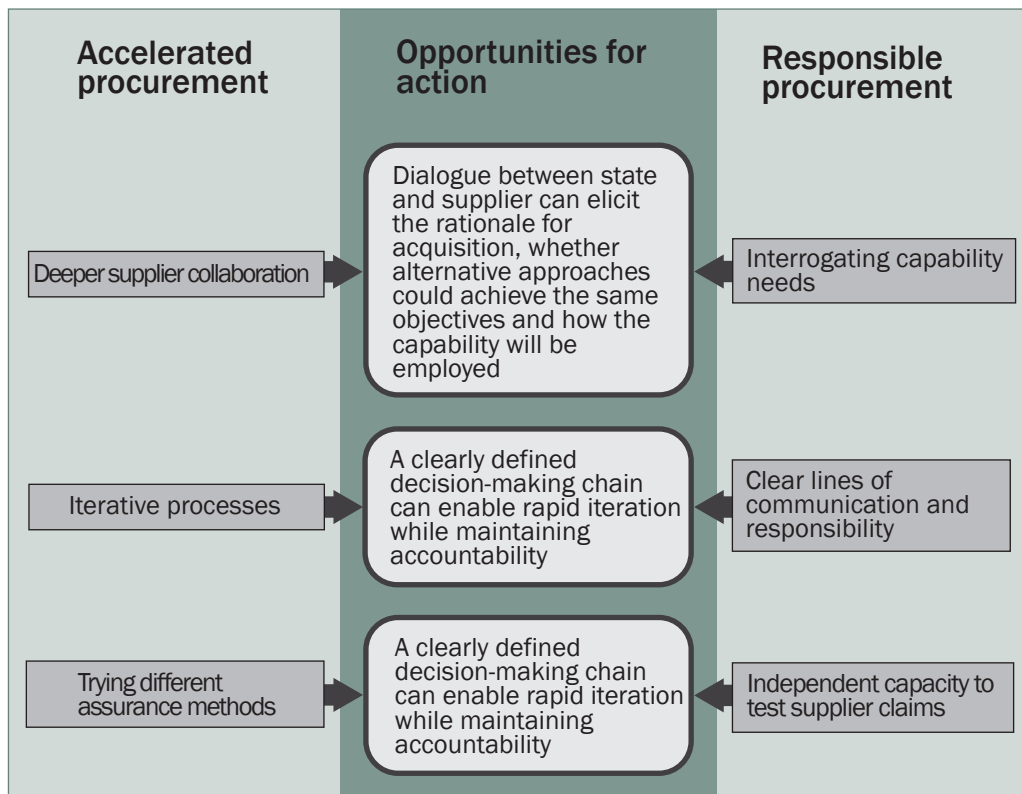 Accelerated
procurement
Opportunities for
action
Responsible
procurement
Deeper supplier collaboration
Dialogue between state
and supplier can elicit
the rationale for
acquisition, whether
alternative approaches
could achieve the same
objectives and how the
capability will be
employed
Interrogating capability
needs
Iterative processes
A clearly defined
decision-making chain
can enable rapid iteration
while maintaining
accountability
Clear lines of
communication and
responsibility
Trying different
assurance methods
A clearly defined
decision-making chain
can enable rapid iteration
while maintaining
accountability
Independent capacity to
test supplier claims